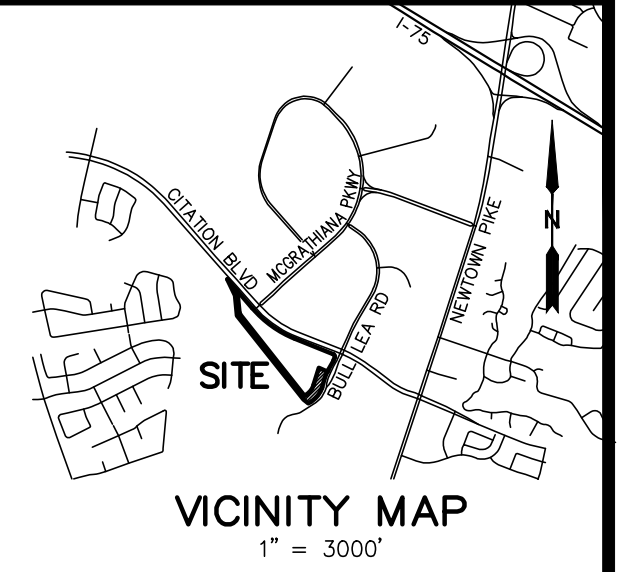 I-75
CITATION BLVD
MCGRATHIANA PKWY
NEWTOWN PIKE
N
BULL LEA RD
SITE
VICINITY MAP
1" = 3000'